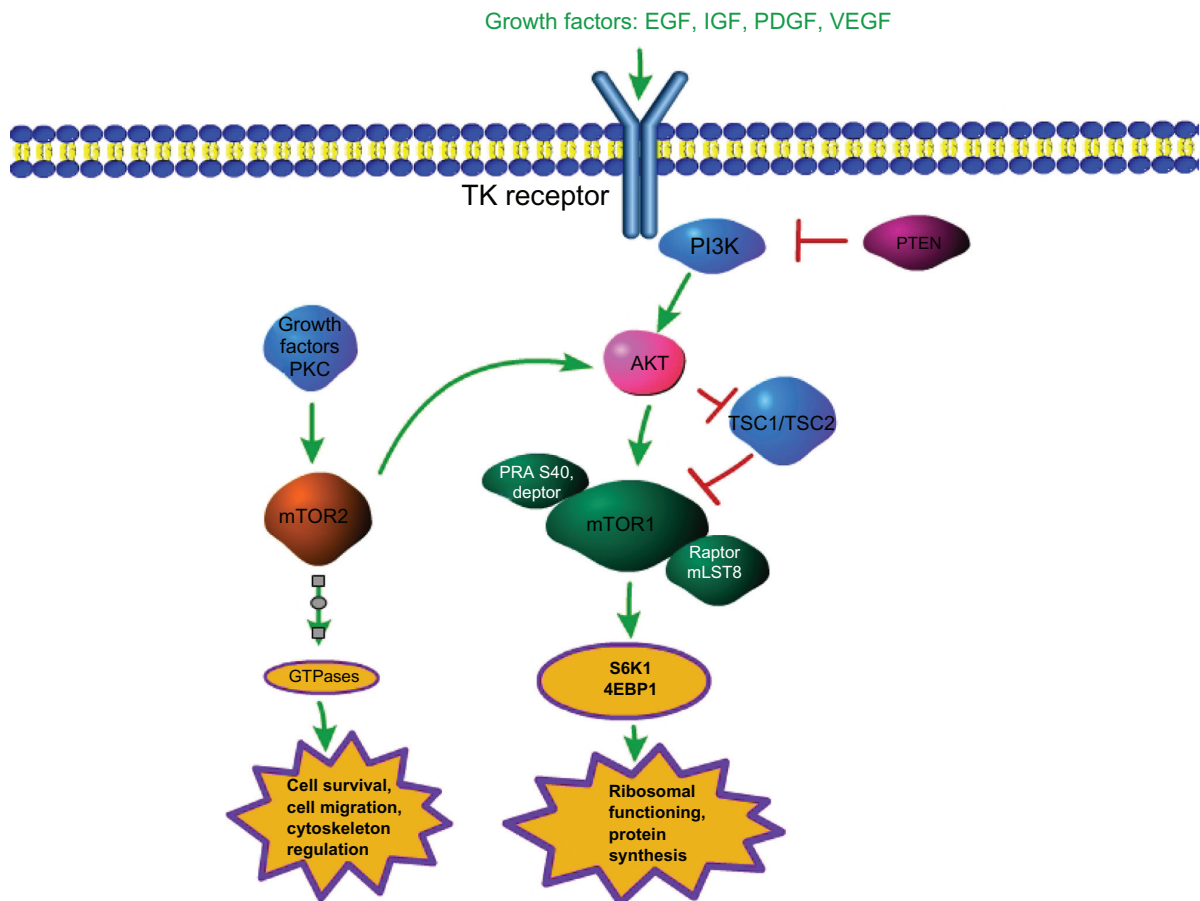 Growth factors: EGF, IGF, PDGF, VEGF
TK receptor
PI3K
PTEN
Growth
factors
PKC
AKT
TSC1/TSC2
PRA S40,
deptor
mTOR2
mTOR1
Raptor
mLST8
GTPases
S6K1
4EBP1
Cell survival,
cell migration,
cytoskeleton
regulation
Ribosomal
functioning,
protein
synthesis